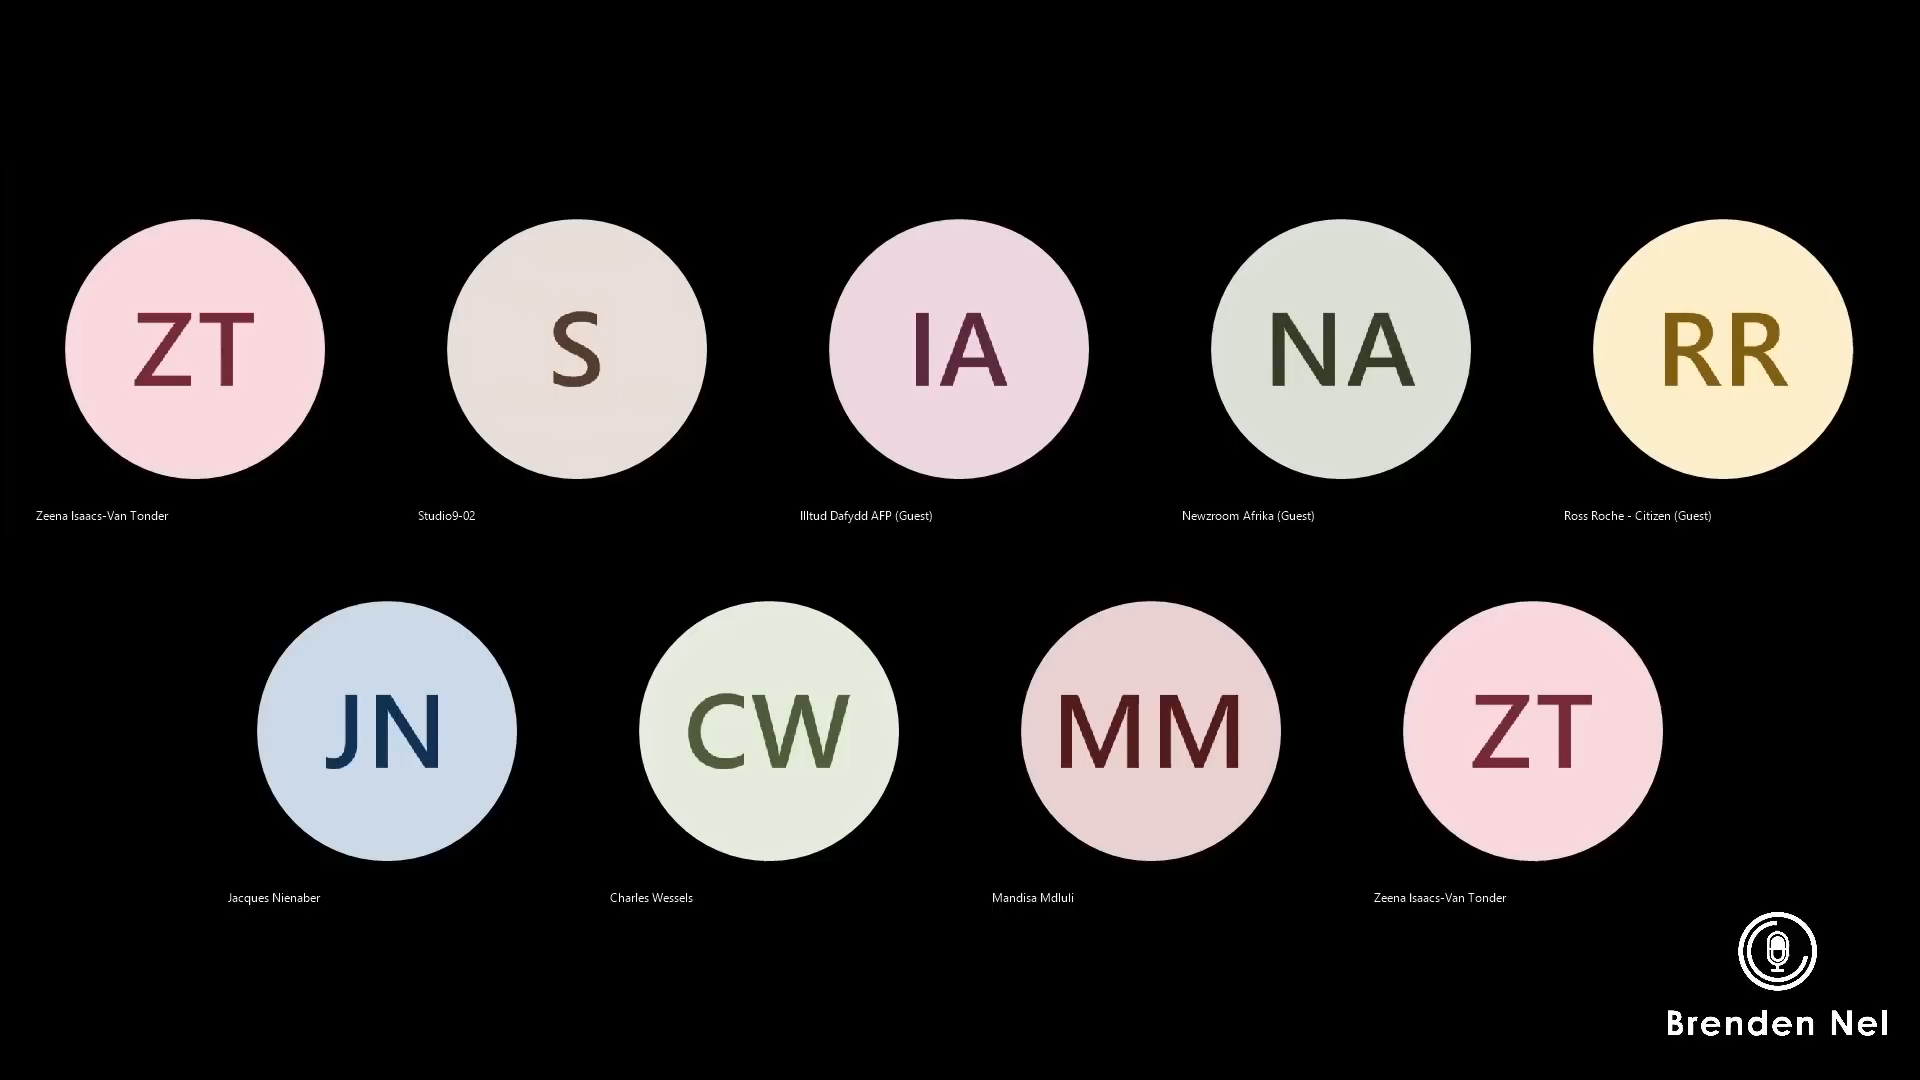 ZT
S
IA
NA
RR
Zeena Isaacs-Van Tonder
Studio9-02
Illtud Dafydd AFP (Guest)
Newzroom Afrika (Guest)
Ross Roche - Citizen (Guest)
JN
CW
MM
ZT
Jacques Nienaber
Charles Wessels
Mandisa Mdluli
Zeena Isaacs-Van Tonder
Brenden Nel